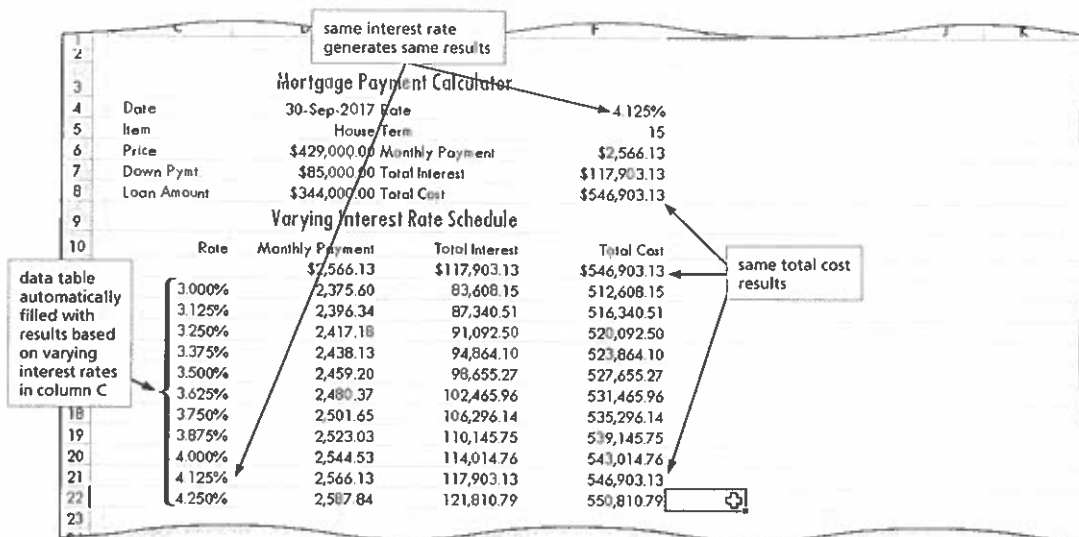 same interest rate
generates same results
C
F
J K
1
2
3 Mortgage Payment Calculator
4 Date 30-Sep-2017 Rate 4.125%
5 Item House Term 15
6 Price $429,000.00 Monthly Payment $2,566.13
7 Down Pymt $85,000.00 Total Interest $117,903.13
8 Loan Amount $344,000.00 Total Cost $546,903.13
9 Varying Interest Rate Schedule
10 Rate Monthly Payment Total Interest Total Cost
$2,566.13 $117,903.13 $546,903.13
3.000% 2,375.60 83,608.15 512,608.15
3.125% 2,396.34 87,340.51 516,340.51
3.250% 2,417.18 91,092.50 520,092.50
3.375% 2,438.13 94,864.10 523,864.10
3.500% 2,459.20 98,655.27 527,655.27
3.625% 2,480.37 102,465.96 531,465.96
18 3.750% 2,501.65 106,296.14 535,296.14
19 3.875% 2,523.03 110,145.75 539,145.75
20 4.000% 2,544.53 114,014.76 543,014.76
21 4.125% 2,566.13 117,903.13 546,903.13
22 4.250% 2,587.84 121,810.79 550,810.79
23
data table
automatically
filled with
results based
on varying
interest rates
in column C
same total cost
results